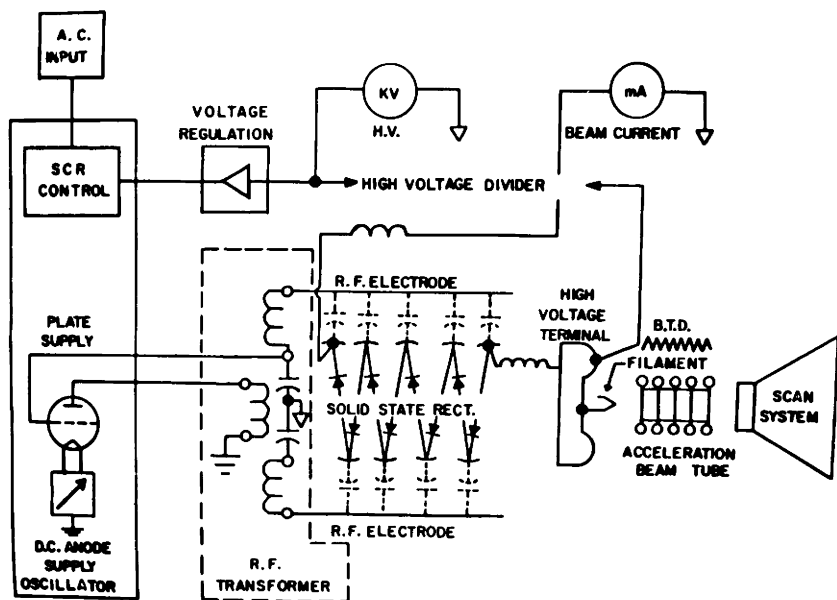 A. C.
INPUT
KV
H.V.
mA
BEAM CURRENT
VOLTAGE
REGULATION
SCR
CONTROL
HIGH VOLTAGE DIVIDER
R.F. ELECTRODE
HIGH
VOLTAGE
TERMINAL
B.T.D.
FILAMENT
PLATE
SUPPLY
SOLID STATE RECT.
SCAN
SYSTEM
ACCELERATION
BEAM TUBE
R.F. ELECTRODE
D.C. ANODE
SUPPLY
OSCILLATOR
R.F.
TRANSFORMER